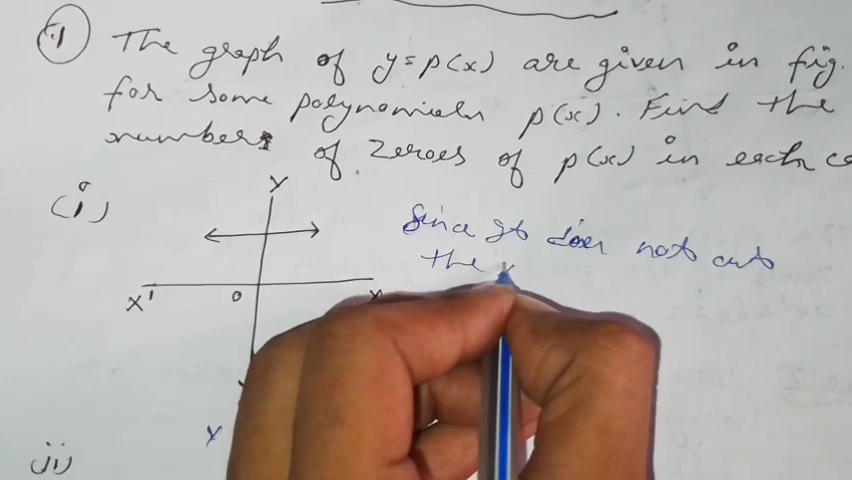 1 The graph of y=p(x) are given in fig.
for some polynomials p(x). Find the
number of zeroes of p(x) in each
(i)
Y
Since it does not cut
the x
X'
0
X
Y
(ii)